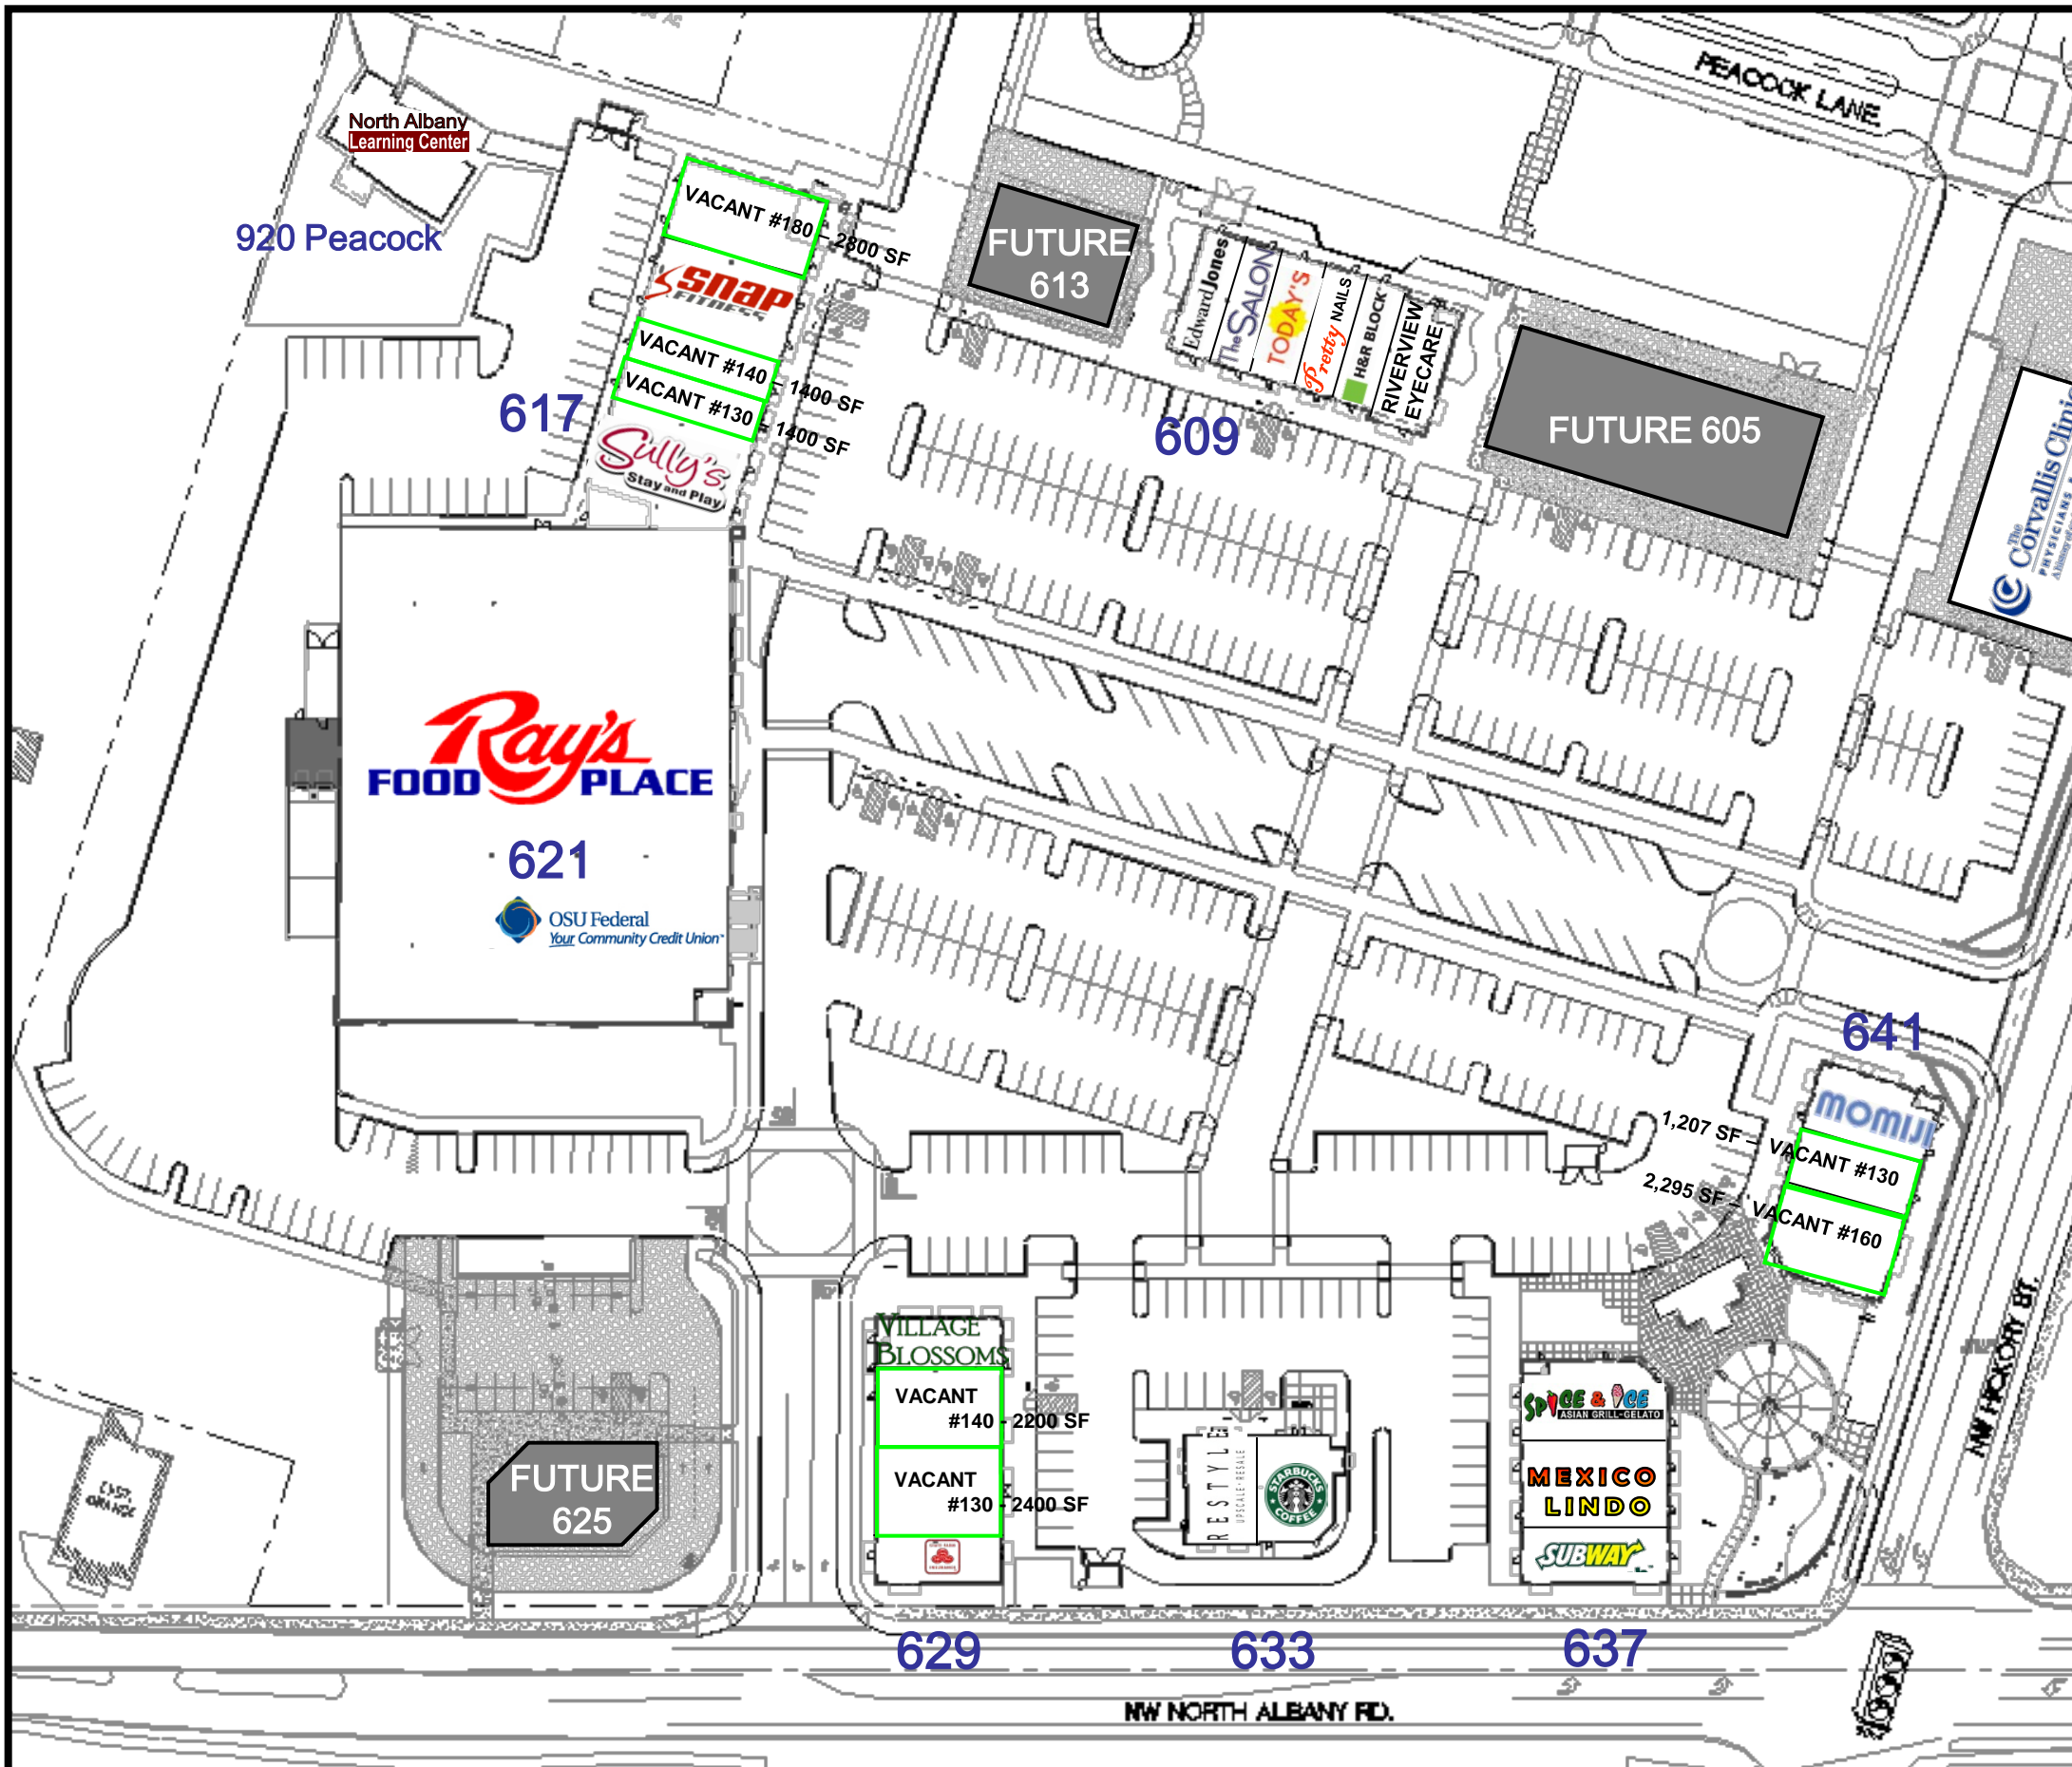 PEACOCK LANE
North Albany
Learning Center
920 Peacock
VACANT #180 - 2800 SF
SNAP
FITNESS
VACANT #140 - 1400 SF
VACANT #130 - 1400 SF
617
Sully's
Stay and Play
FUTURE
613
Edward Jones
The SALON
TODAY'S
Pretty NAILS
H&R BLOCK
RIVERVIEW
EYECARE
609
FUTURE 605
The
Corvallis Clinic
Ray's
FOOD PLACE
621
OSU Federal
Your Community Credit Union
641
MOMIJI
1,207 SF - VACANT #130
2,295 SF - VACANT #160
NW HICKORY ST.
VILLAGE
BLOSSOMS
VACANT
#140 - 2200 SF
VACANT
#130 - 2400 SF
FUTURE
625
RESTYLE
UPSCALE-RESALE
STARBUCKS
COFFEE
SPICE & ICE
ASIAN GRILL-GELATO
MEXICO
LINDO
SUBWAY
629
633
637
NW NORTH ALBANY RD.